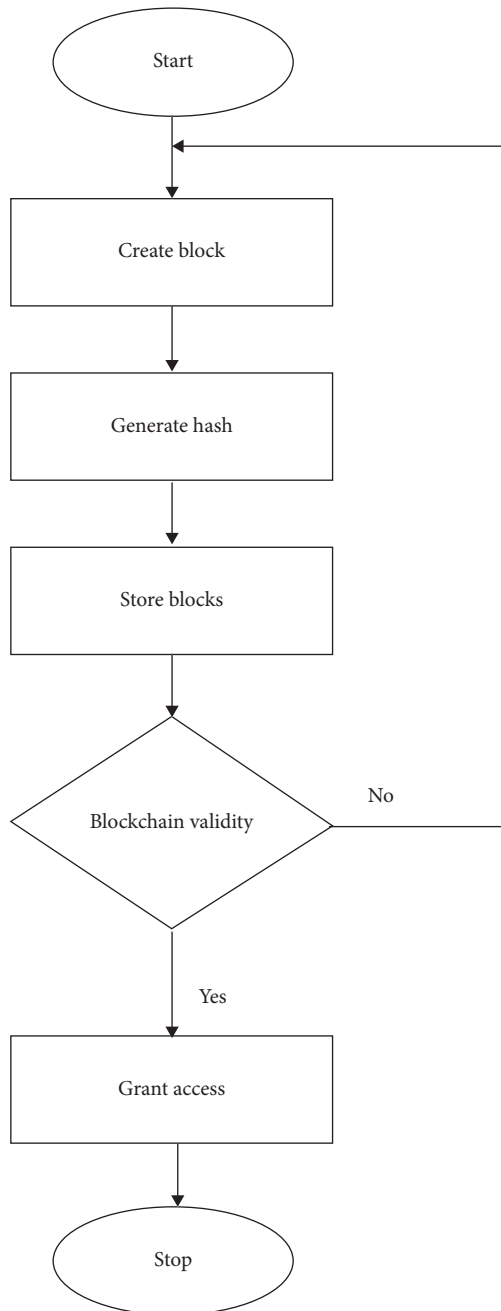 Start
Create block
Generate hash
Store blocks
Blockchain validity
No
Yes
Grant access
Stop